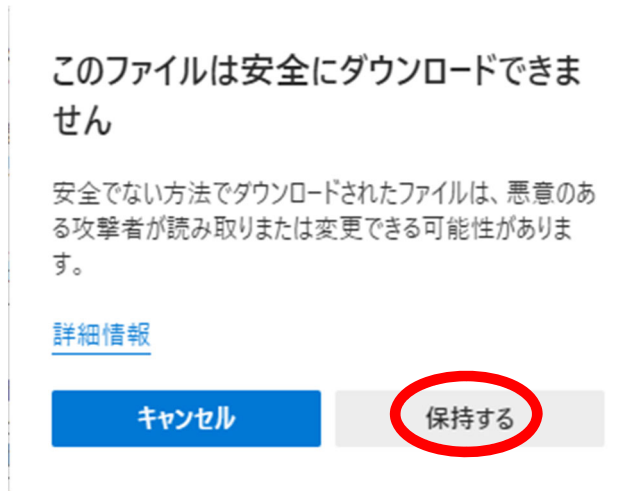 このファイルは安全にダウンロードできま
せん
安全でない方法でダウンロードされたファイルは、悪意のあ
る攻撃者が読み取りまたは変更できる可能性がありま
す。
詳細情報
キャンセル
保持する